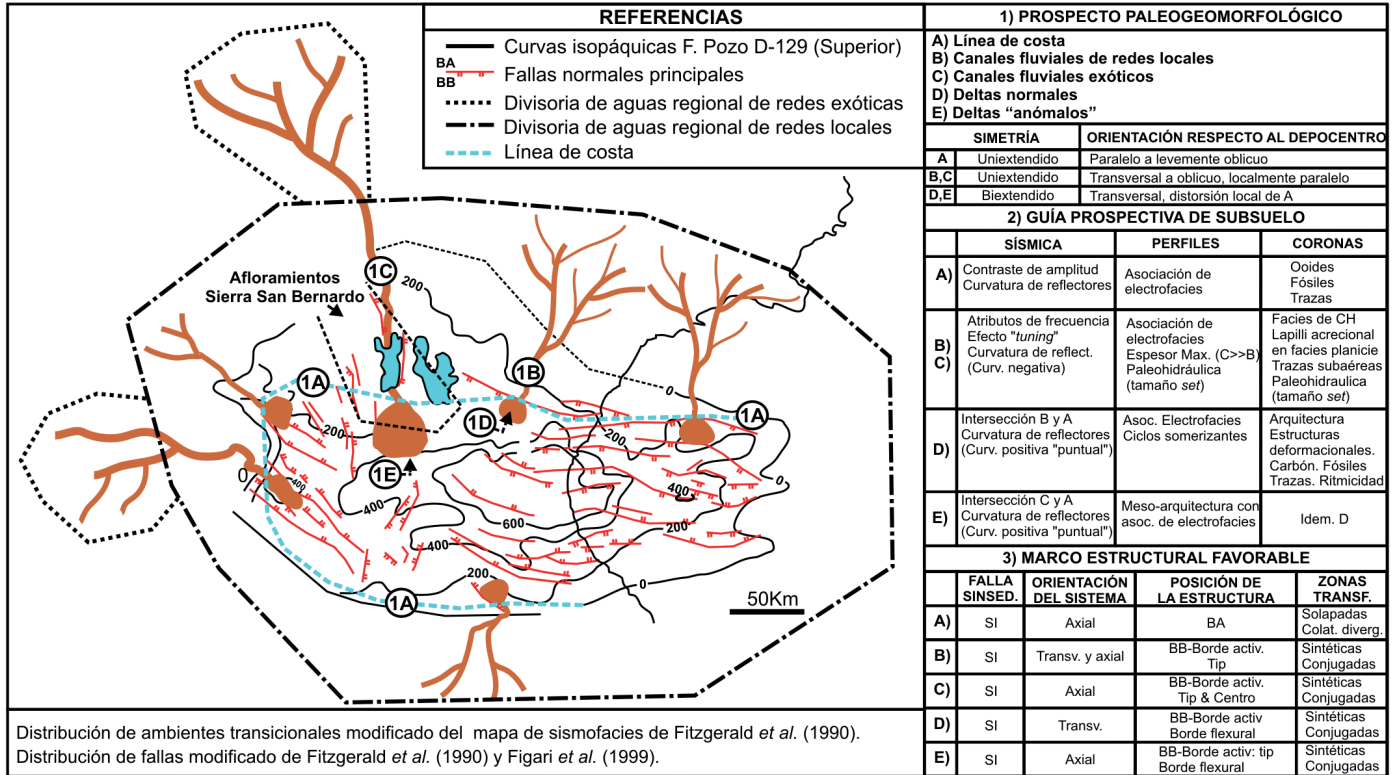 REFERENCIAS
Curvas isopáquicas F. Pozo D-129 (Superior)
BA
BB
Fallas normales principales
Divisoria de aguas regional de redes exóticas
Divisoria de aguas regional de redes locales
Línea de costa
Afloramientos
Sierra San Bernardo
1C
200
1A
1B
0
1D
1A
200
200
1E
0
400
400
400
0
600
200
400
200
0
1A
50Km
Distribución de ambientes transicionales modificado del mapa de sismofacies de Fitzgerald et al. (1990).
Distribución de fallas modificado de Fitzgerald et al. (1990) y Figari et al. (1999).
1) PROSPECTO PALEOGEOMORFOLÓGICO
A) Línea de costa
B) Canales fluviales de redes locales
C) Canales fluviales exóticos
D) Deltas normales
E) Deltas “anómalos”
SIMETRÍA ORIENTACIÓN RESPECTO AL DEPOCENTRO
A Uniextendido Paralelo a levemente oblicuo
B,C Uniextendido Transversal a oblicuo, localmente paralelo
D,E Biextendido Transversal, distorsión local de A
2) GUÍA PROSPECTIVA DE SUBSUELO
SÍSMICA PERFILES CORONAS
A)
Contraste de amplitud
Curvatura de reflectores
Asociación de
electrofacies
Ooides
Fósiles
Trazas
B)
C)
Atributos de frecuencia
Efecto "tuning"
Curvatura de reflect.
(Curv. negativa)
Asociación de
electrofacies
Espesor Max. (C>>B)
Paleohidráulica
(tamaño set)
Facies de CH
Lapilli acrecional
en facies planicie
Trazas subaéreas
Paleohidraulica
(tamaño set)
D)
Intersección B y A
Curvatura de reflectores
(Curv. positiva "puntual")
Asoc. Electrofacies
Ciclos somerizantes
Arquitectura
Estructuras
deformacionales.
Carbón. Fósiles
Trazas. Ritmicidad
E)
Intersección C y A
Curvatura de reflectores
(Curv. positiva "puntual")
Meso-arquitectura con
asoc. de electrofacies
Idem. D
3) MARCO ESTRUCTURAL FAVORABLE
FALLA
SINSED.
ORIENTACIÓN
DEL SISTEMA
POSICIÓN DE
LA ESTRUCTURA
ZONAS
TRANSF.
A)
SI
Axial
BA
Solapadas
Colat. diverg.
B)
SI
Transv. y axial
BB-Borde activ.
Tip
Sintéticas
Conjugadas
C)
SI
Axial
BB-Borde activ.
Tip & Centro
Sintéticas
Conjugadas
D)
SI
Transv.
BB-Borde activ
Borde flexural
Sintéticas
Conjugadas
E)
SI
Axial
BB-Borde activ: tip
Borde flexural
Sintéticas
Conjugadas